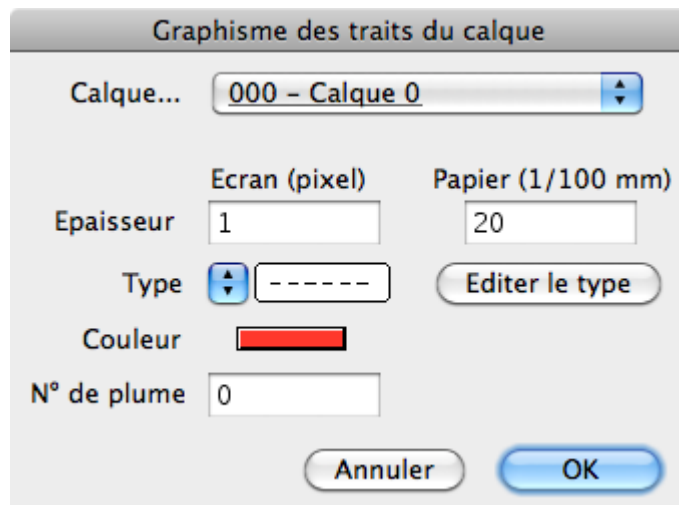 Graphisme des traits du calque
Calque... 000 – Calque 0
Ecran (pixel) Papier (1/100 mm)
Epaisseur 1 20
Type Editer le type
Couleur
N° de plume 0
Annuler OK